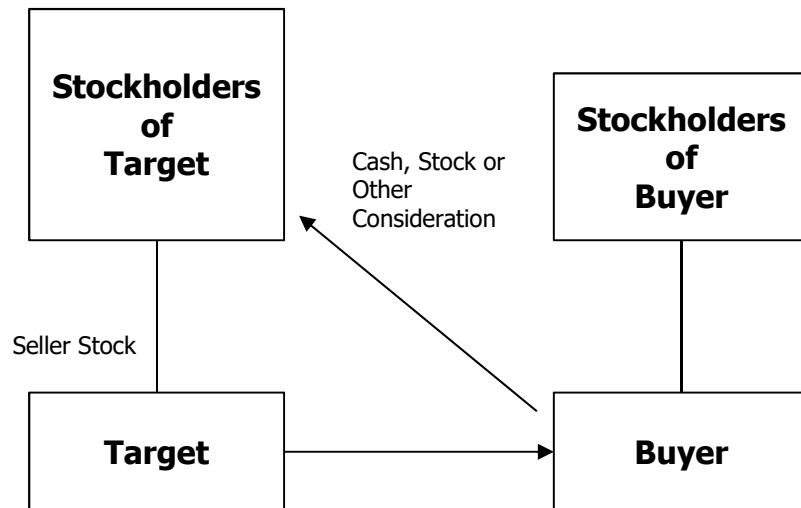 Stockholders
of
Target
Stockholders
of
Buyer
Cash, Stock or
Other
Consideration
Seller Stock
Target
Buyer